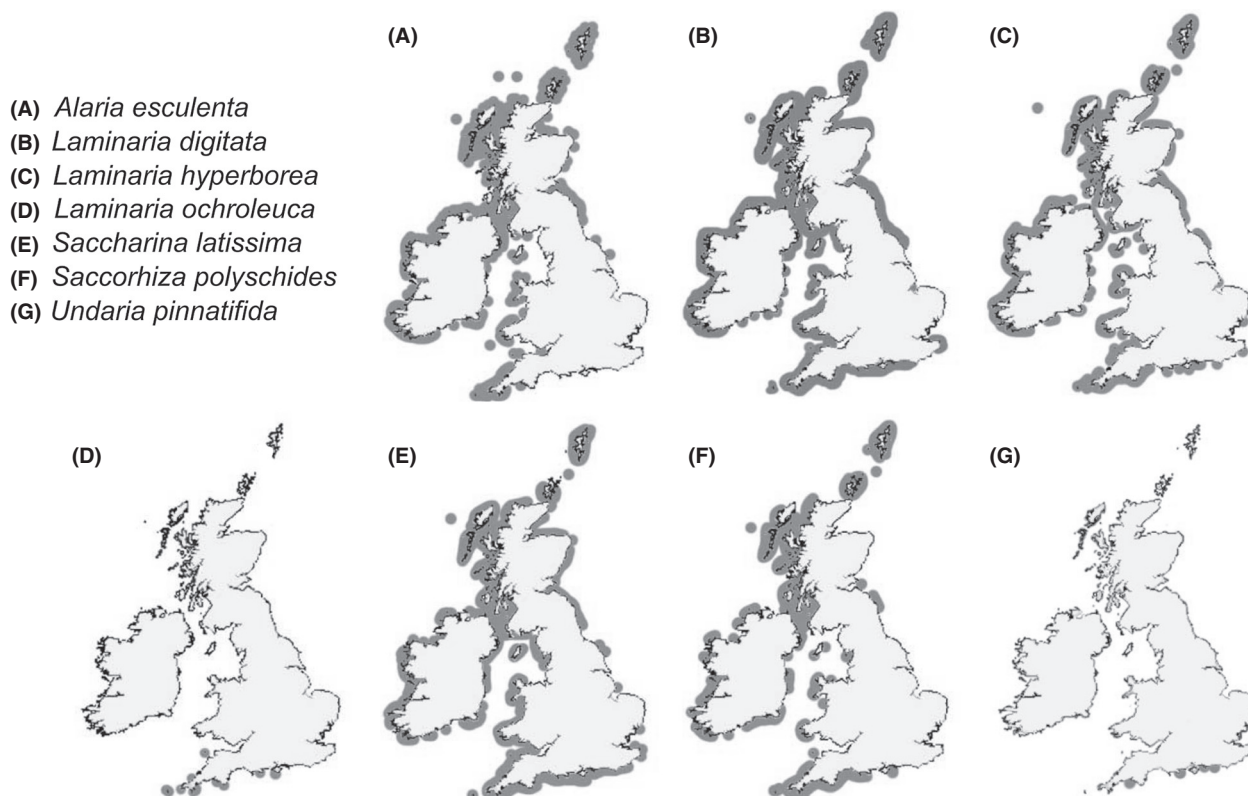 (A) Alaria esculenta
(B) Laminaria digitata
(C) Laminaria hyperborea
(D) Laminaria ochroleuca
(E) Saccharina latissima
(F) Saccorhiza polyschides
(G) Undaria pinnatifida
(A)
(B)
(C)
(D)
(E)
(F)
(G)